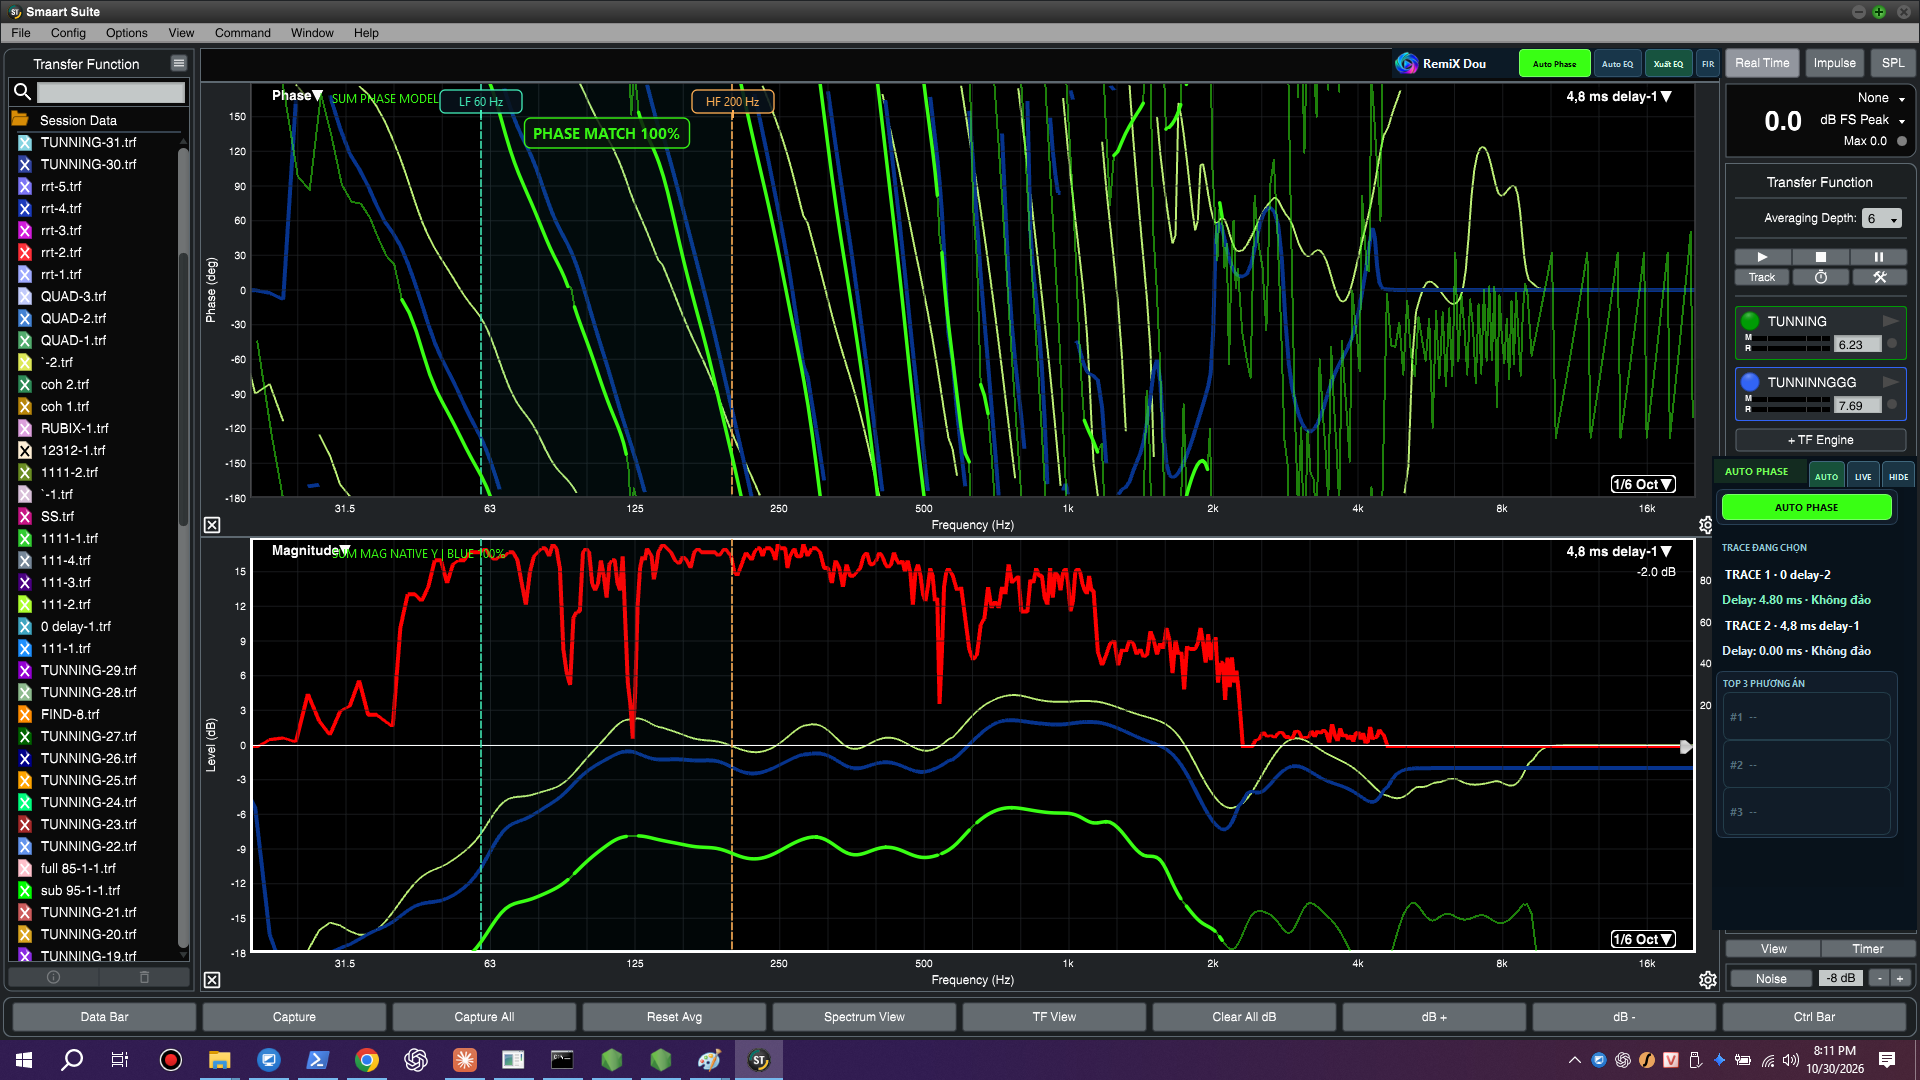 Smaart Suite
File Config Options View Command Window Help
Transfer Function
Session Data
TUNNING-31.trf
TUNNING-30.trf
rrt-5.trf
rrt-4.trf
rrt-3.trf
rrt-2.trf
rrt-1.trf
QUAD-3.trf
QUAD-2.trf
QUAD-1.trf
`-2.trf
coh 2.trf
coh 1.trf
RUBIX-1.trf
12312-1.trf
1111-2.trf
`-1.trf
SS.trf
1111-1.trf
111-4.trf
111-3.trf
111-2.trf
0 delay-1.trf
111-1.trf
TUNNING-29.trf
TUNNING-28.trf
FIND-8.trf
TUNNING-27.trf
TUNNING-26.trf
TUNNING-25.trf
TUNNING-24.trf
TUNNING-23.trf
TUNNING-22.trf
full 85-1-1.trf
sub 95-1-1.trf
TUNNING-21.trf
TUNNING-20.trf
TUNNING-19.trf
RemiX Dou Auto Phase Auto EQ Xuất EQ FIR
Phase▼ SUM PHASE MODEL LF 60 Hz HF 200 Hz 4,8 ms delay-1▼
PHASE MATCH 100%
Phase (deg)
150
120
90
60
30
0
-30
-60
-90
-120
-150
-180
1/6 Oct▼
31.5 63 125 250 500 1k 2k 4k 8k 16k
Frequency (Hz)
Magnitude▼ SUM MAG NATIVE Y | BLUE 100% 4,8 ms delay-1▼
-2.0 dB
Level (dB)
15
12
9
6
3
0
-3
-6
-9
-12
-15
-18
80
60
40
20
1/6 Oct▼
31.5 63 125 250 500 1k 2k 4k 8k 16k
Frequency (Hz)
Real Time Impulse SPL
None
0.0 dB FS Peak
Max 0.0
Transfer Function
Averaging Depth: 6
Track
TUNNING
M
R 6.23
TUNNINNGGG
M
R 7.69
+ TF Engine
AUTO PHASE AUTO LIVE HIDE
AUTO PHASE
TRACE ĐANG CHỌN
TRACE 1 · 0 delay-2
Delay: 4.80 ms · Không đảo
TRACE 2 · 4,8 ms delay-1
Delay: 0.00 ms · Không đảo
TOP 3 PHƯƠNG ÁN
#1 --
#2 --
#3 --
View Timer
Noise -8 dB - +
Data Bar Capture Capture All Reset Avg Spectrum View TF View Clear All dB dB + dB - Ctrl Bar
8:11 PM
10/30/2026